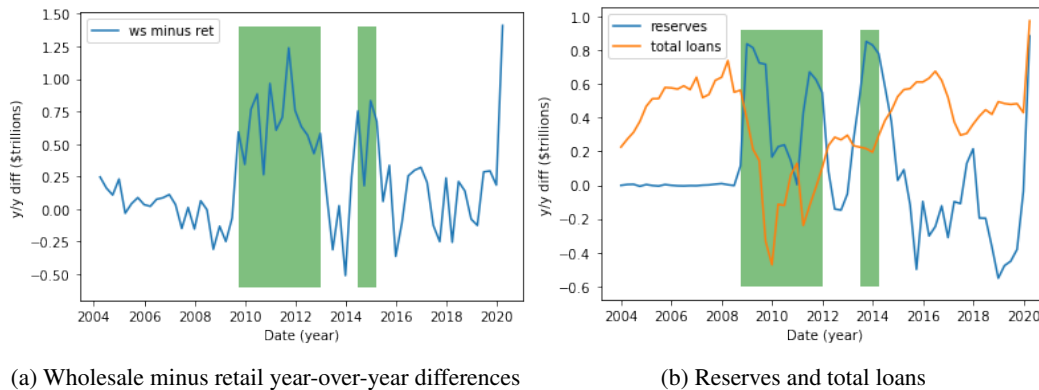 ws minus ret
1.50
1.25
1.00
0.75
0.50
0.25
0.00
−0.25
−0.50
y/y diff ($trillions)
2004 2006 2008 2010 2012 2014 2016 2018 2020
Date (year)
(a) Wholesale minus retail year-over-year differences
reserves
total loans
1.0
0.8
0.6
0.4
0.2
0.0
−0.2
−0.4
−0.6
y/y diff ($trillions)
2004 2006 2008 2010 2012 2014 2016 2018 2020
Date (year)
(b) Reserves and total loans